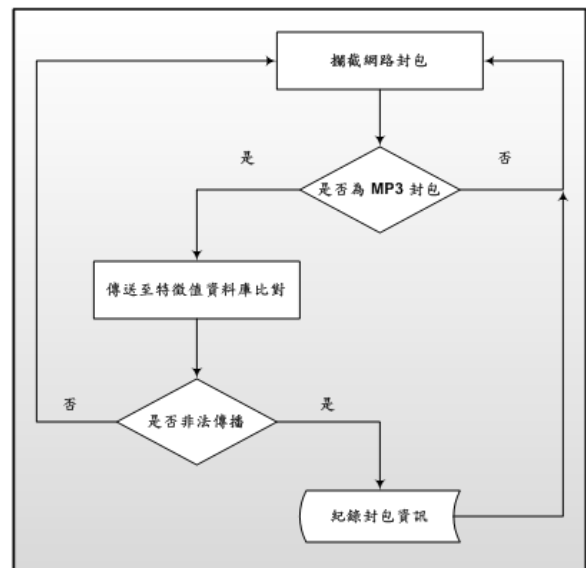 攔截網路封包
是
否
是否為 MP3 封包
傳送至特徵值資料庫比對
否
是
是否非法傳播
紀錄封包資訊